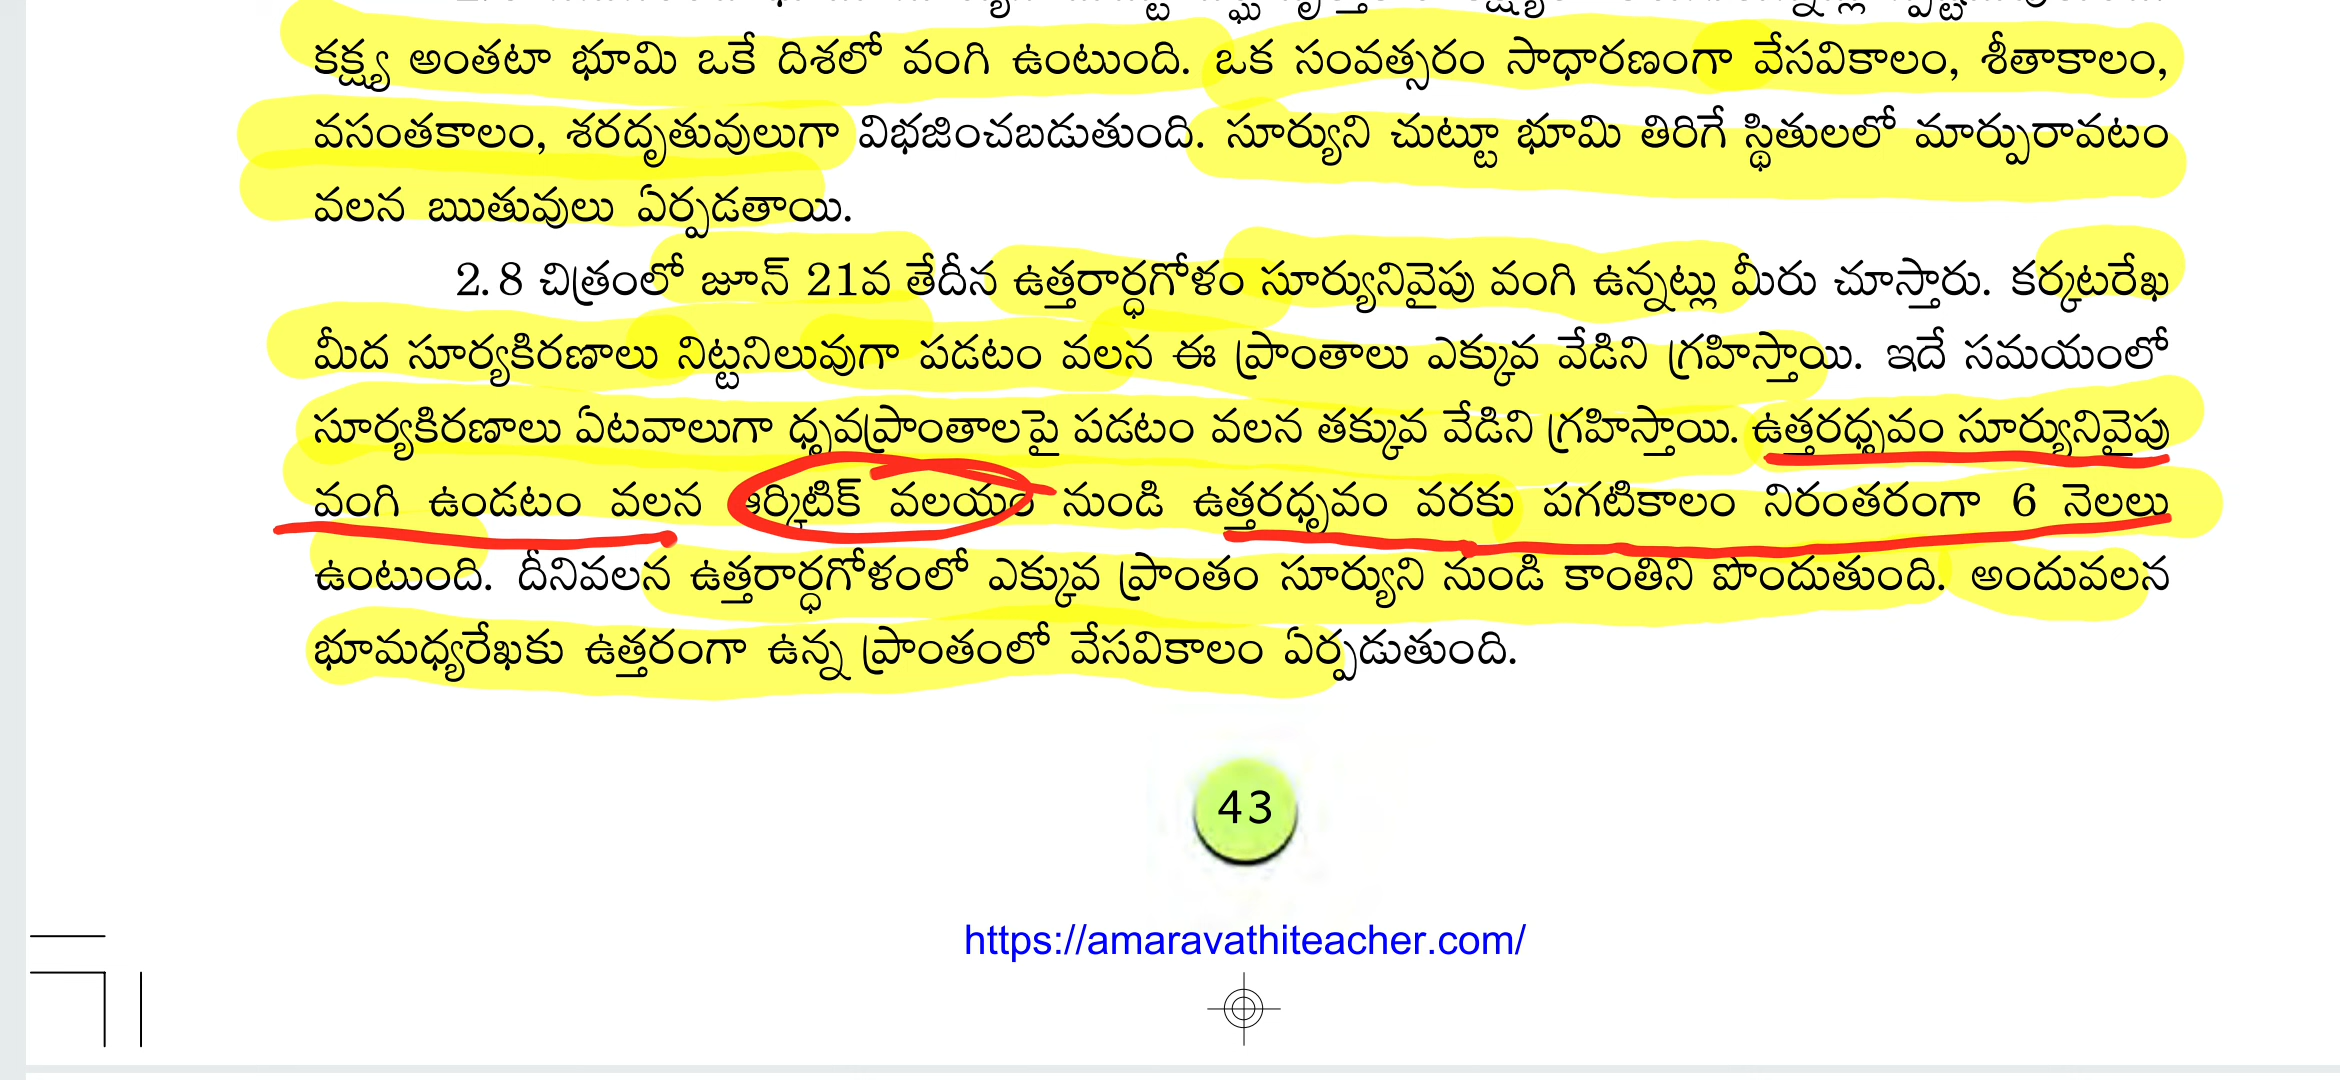 కక్ష్య అంతటా భూమి ఒకే దిశలో వంగి ఉంటుంది. ఒక సంవత్సరం సాధారణంగా వేసవికాలం, శీతాకాలం,
వసంతకాలం, శరదృతువులుగా విభజించబడుతుంది. సూర్యుని చుట్టూ భూమి తిరిగే స్థితులలో మార్పురావటం
వలన ఋతువులు ఏర్పడతాయి.
2.8 చిత్రంలో జూన్ 21వ తేదీన ఉత్తరార్ధగోళం సూర్యునివైపు వంగి ఉన్నట్లు మీరు చూస్తారు. కర్కటరేఖ
మీద సూర్యకిరణాలు నిట్టనిలువుగా పడటం వలన ఈ ప్రాంతాలు ఎక్కువ వేడిని గ్రహిస్తాయి. ఇదే సమయంలో
సూర్యకిరణాలు ఏటవాలుగా ధృవప్రాంతాలపై పడటం వలన తక్కువ వేడిని గ్రహిస్తాయి. ఉత్తరధృవం సూర్యునివైపు
వంగి ఉండటం వలన ఆర్కిటిక్ వలయం నుండి ఉత్తరధృవం వరకు పగటికాలం నిరంతరంగా 6 నెలలు
ఉంటుంది. దీనివలన ఉత్తరార్ధగోళంలో ఎక్కువ ప్రాంతం సూర్యుని నుండి కాంతిని పొందుతుంది. అందువలన
భూమధ్యరేఖకు ఉత్తరంగా ఉన్న ప్రాంతంలో వేసవికాలం ఏర్పడుతుంది.
43
https://amaravathiteacher.com/